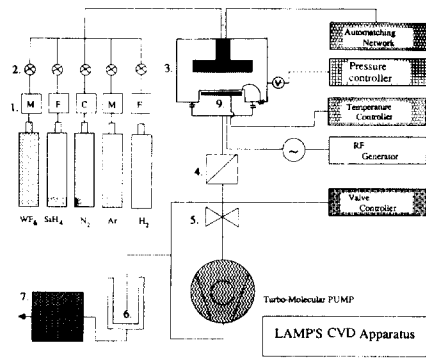 Automatching
Network
2.
3.
V
Pressure
controller
1.
M F C M F
9
Temperature
Controller
~
RF
Generator
4.
WF6 SiH4 N2 Ar H2
Valve
Controller
5.
7.
6.
Turbo-Molecular PUMP
LAMP'S CVD Apparatus